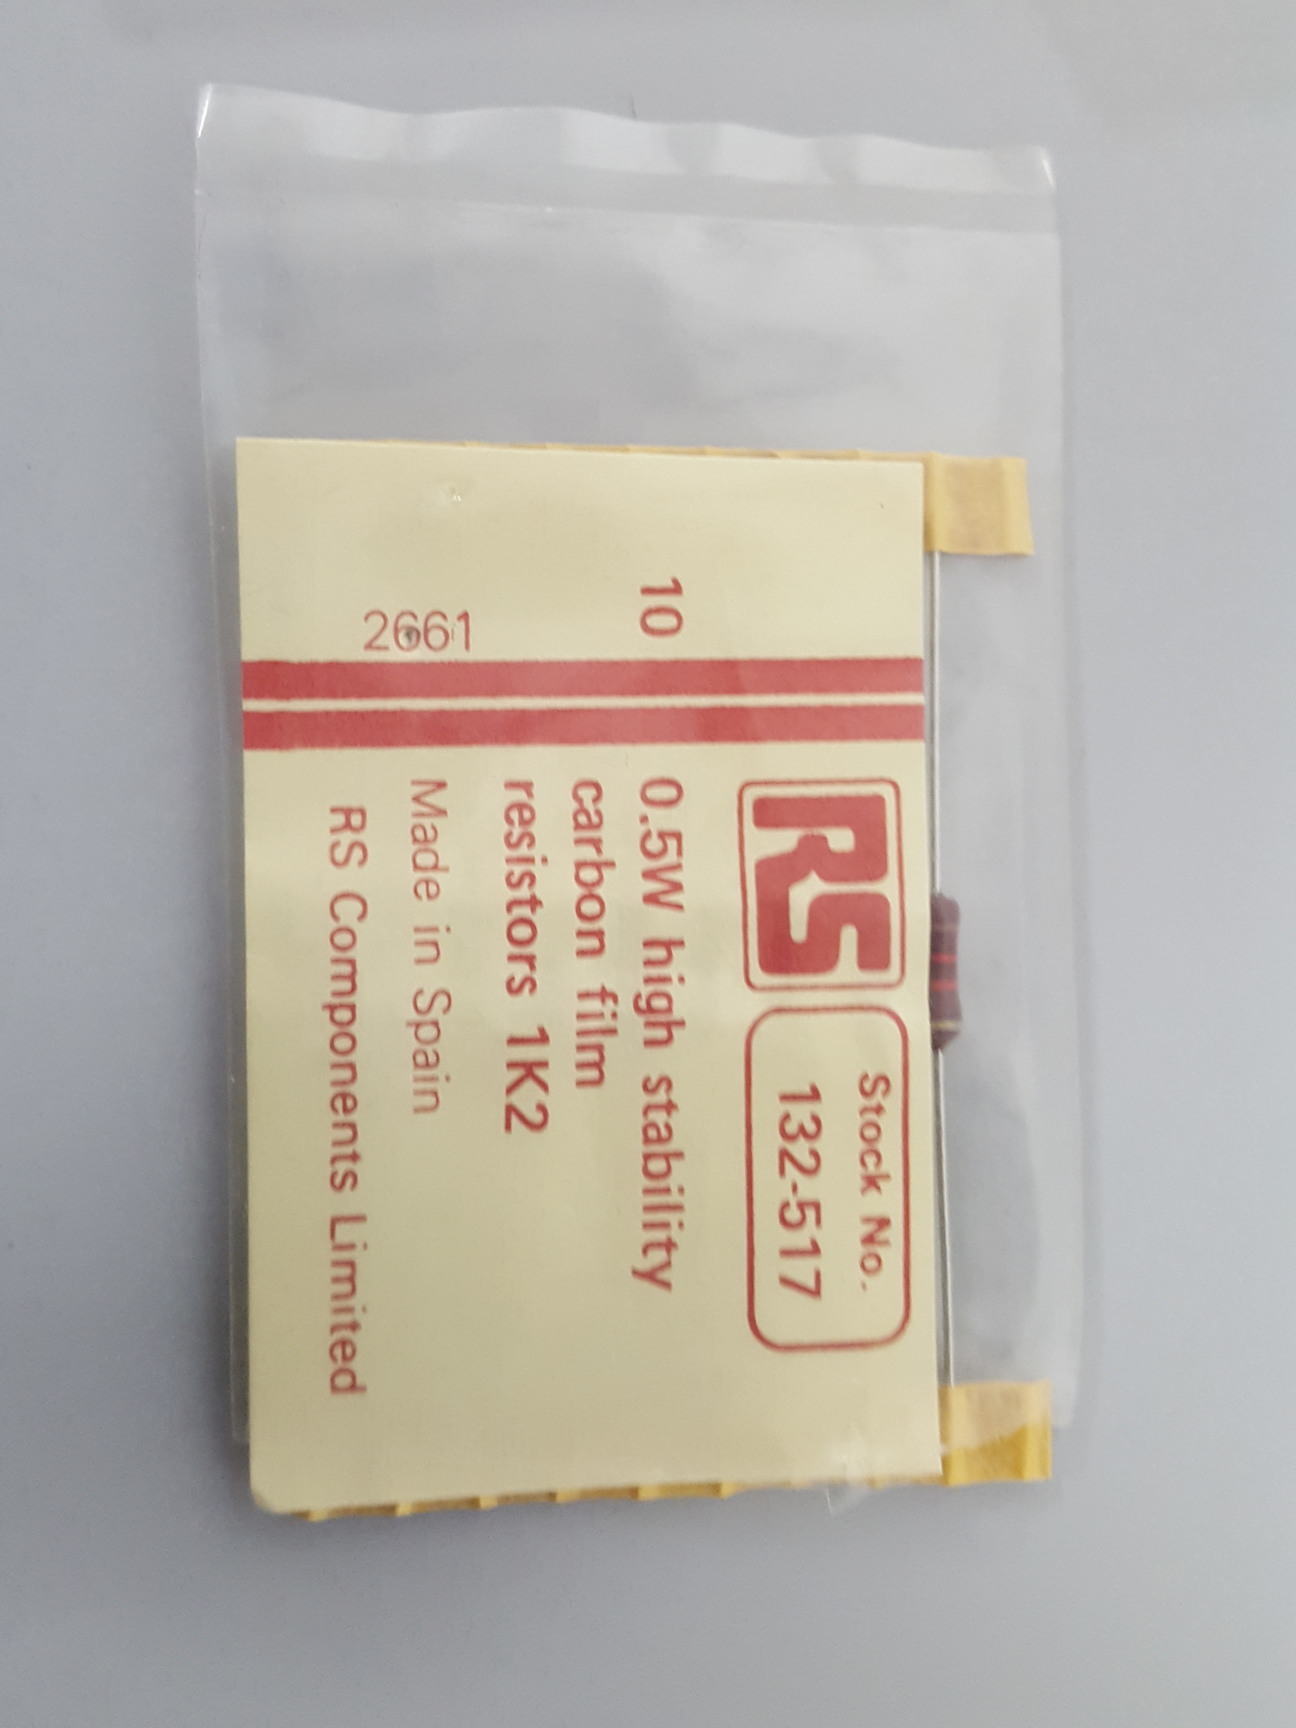 RS
Stock No.
132-517
10
0.5W high stability
carbon film
resistors 1K2
Made in Spain
RS Components Limited
2661